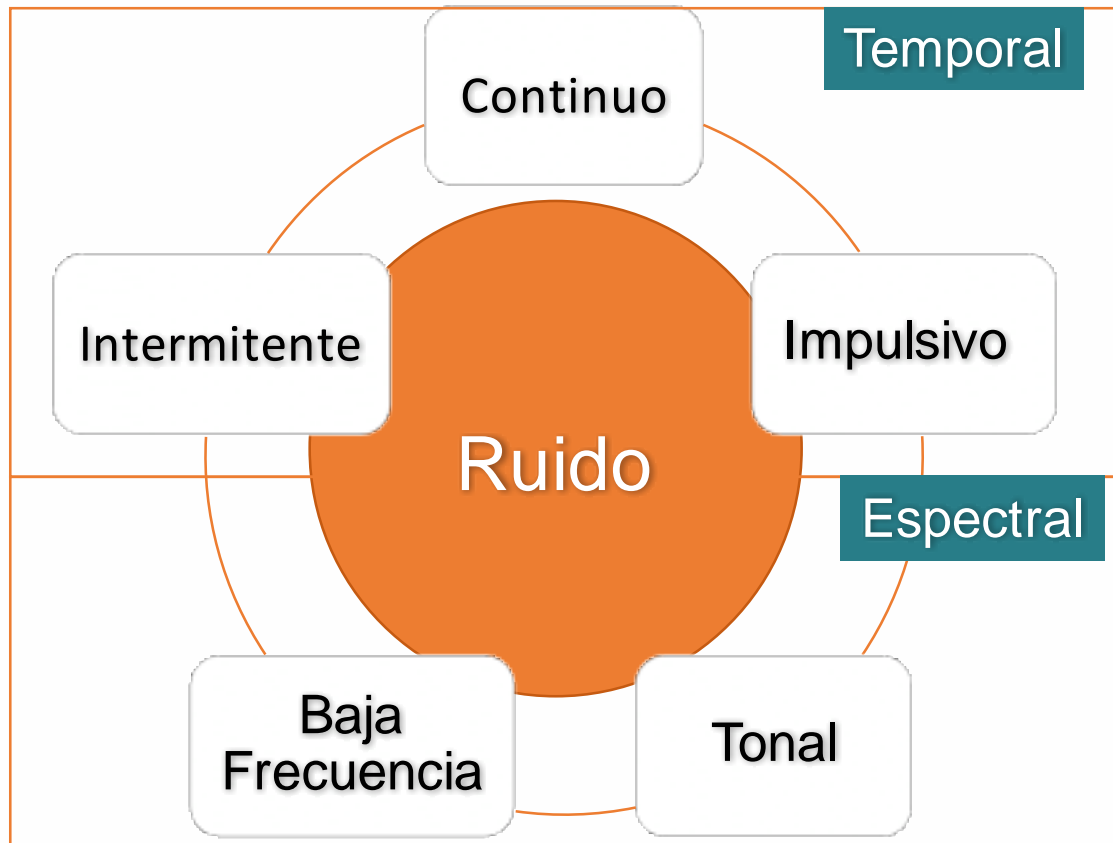 Temporal
Continuo
Intermitente
Impulsivo
Ruido
Espectral
Baja
Frecuencia
Tonal